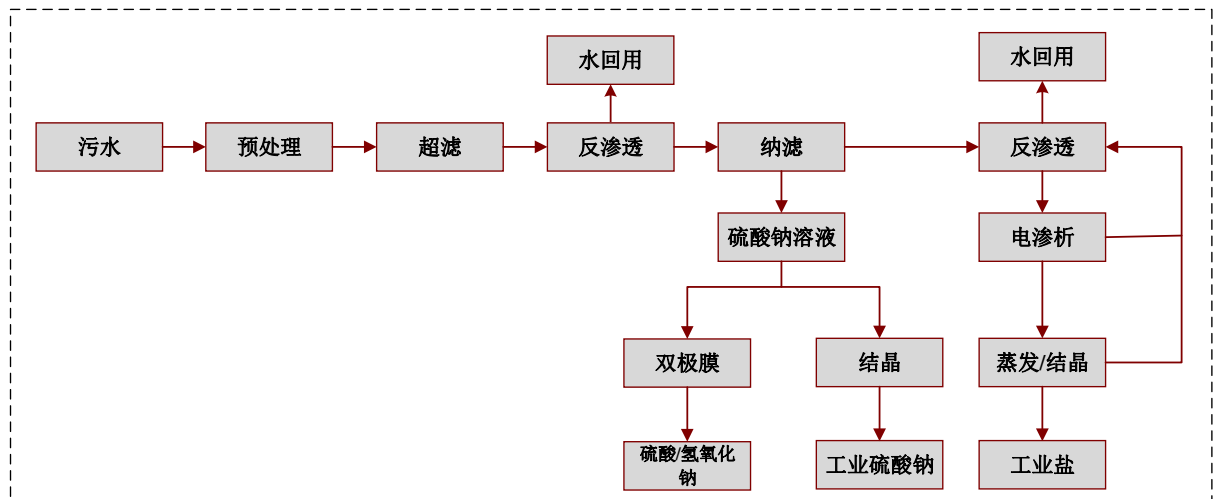 水回用
水回用
污水
预处理
超滤
反渗透
纳滤
反渗透
硫酸钠溶液
电渗析
双极膜
结晶
蒸发/结晶
硫酸/氢氧化
钠
工业硫酸钠
工业盐